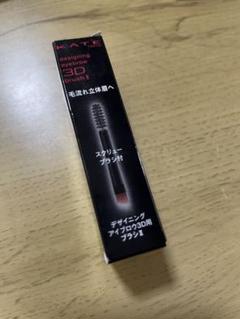 KATE
designing
eyebrow
3D
brush Ⅱ
毛流れ立体眉へ
スクリュー
ブラシ付
デザイニング
アイブロウ3D用
ブラシⅡ